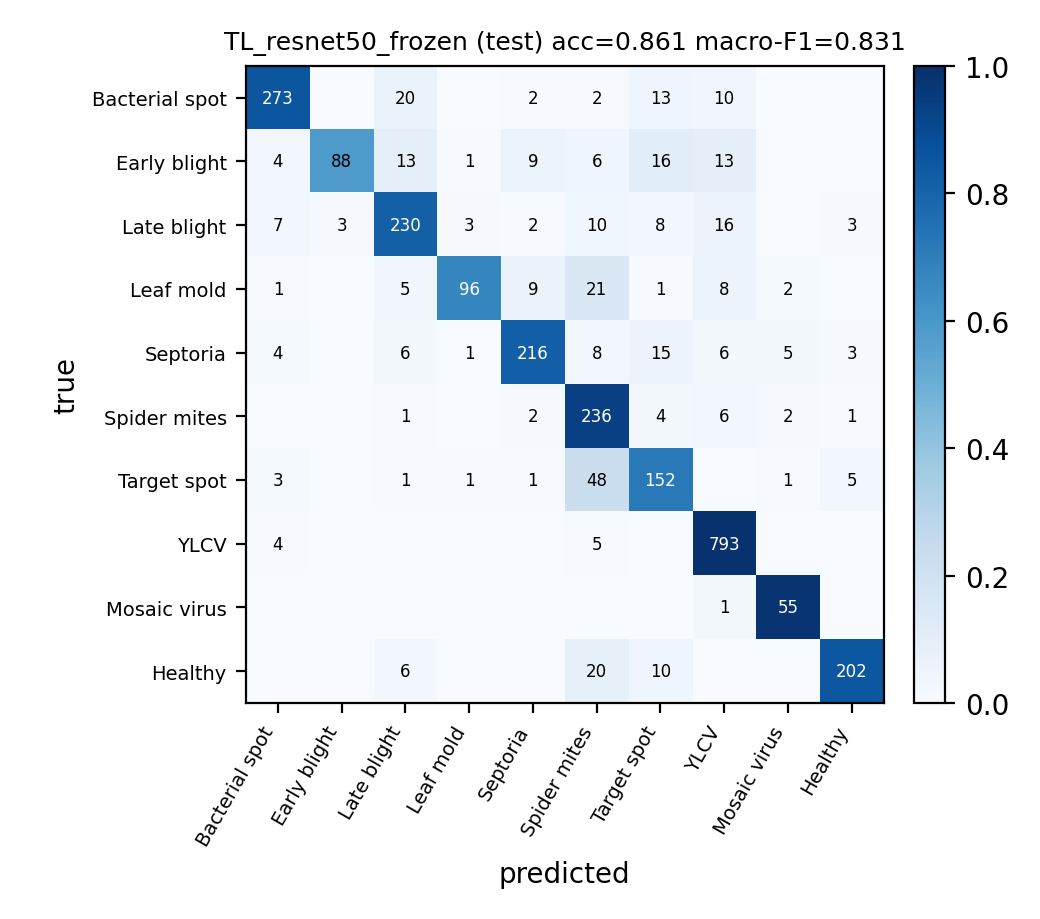 TL_resnet50_frozen (test) acc=0.861 macro-F1=0.831
Bacterial spot 273 20 2 2 13 10
Early blight 4 88 13 1 9 6 16 13
Late blight 7 3 230 3 2 10 8 16 3
Leaf mold 1 5 96 9 21 1 8 2
Septoria 4 6 1 216 8 15 6 5 3
Spider mites 1 2 236 4 6 2 1
Target spot 3 1 1 1 48 152 1 5
YLCV 4 5 793
Mosaic virus 1 55
Healthy 6 20 10 202
true
Bacterial spot
Early blight
Late blight
Leaf mold
Septoria
Spider mites
Target spot
YLCV
Mosaic virus
Healthy
predicted
1.0
0.8
0.6
0.4
0.2
0.0